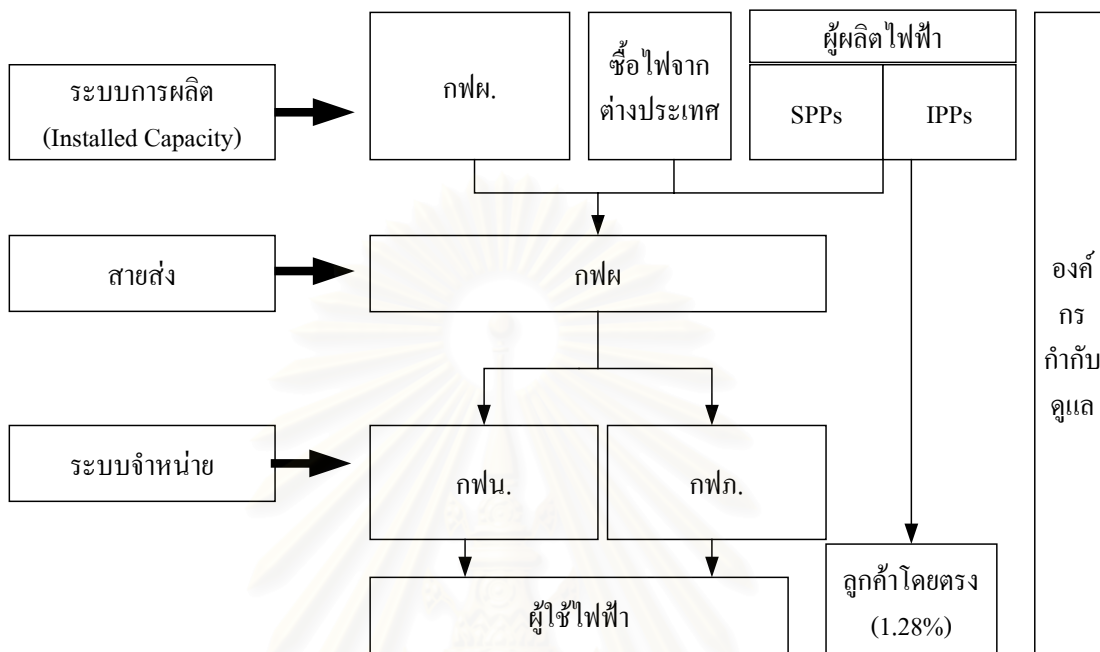 ระบบการผลิต
(Installed Capacity)
กฟผ.
ซื้อไฟจาก
ต่างประเทศ
ผู้ผลิตไฟฟ้า
SPPs
IPPs
สายส่ง
กฟผ
องค์
กร
กำกับ
ดูแล
ระบบจำหน่าย
กฟน.
กฟภ.
ผู้ใช้ไฟฟ้า
ลูกค้าโดยตรง
(1.28%)